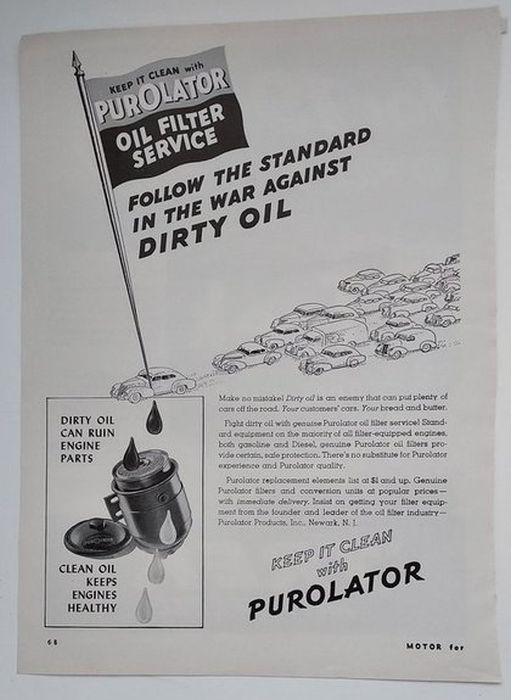 KEEP IT CLEAN with
PUROLATOR
OIL FILTER
SERVICE
FOLLOW THE STANDARD
IN THE WAR AGAINST
DIRTY OIL
Make no mistake! Dirty oil is an enemy that can put plenty of
cars off the road. Your customers' cars. Your bread and butter.
Fight dirty oil with genuine Purolator oil filter service! Stand-
ard equipment on the majority of all filter-equipped engines,
both gasoline and Diesel, genuine Purolator oil filters pro-
vide certain, safe protection. There's no substitute for Purolator
experience and Purolator quality.
Purolator replacement elements list at $1 and up. Genuine
Purolator filters and conversion units at popular prices—
with immediate delivery. Insist on getting your filter equip-
ment from the founder and leader of the oil filter industry—
Purolator Products, Inc., Newark, N. J.
DIRTY OIL
CAN RUIN
ENGINE
PARTS
CLEAN OIL
KEEPS
ENGINES
HEALTHY
KEEP IT CLEAN
with
PUROLATOR
68
MOTOR for